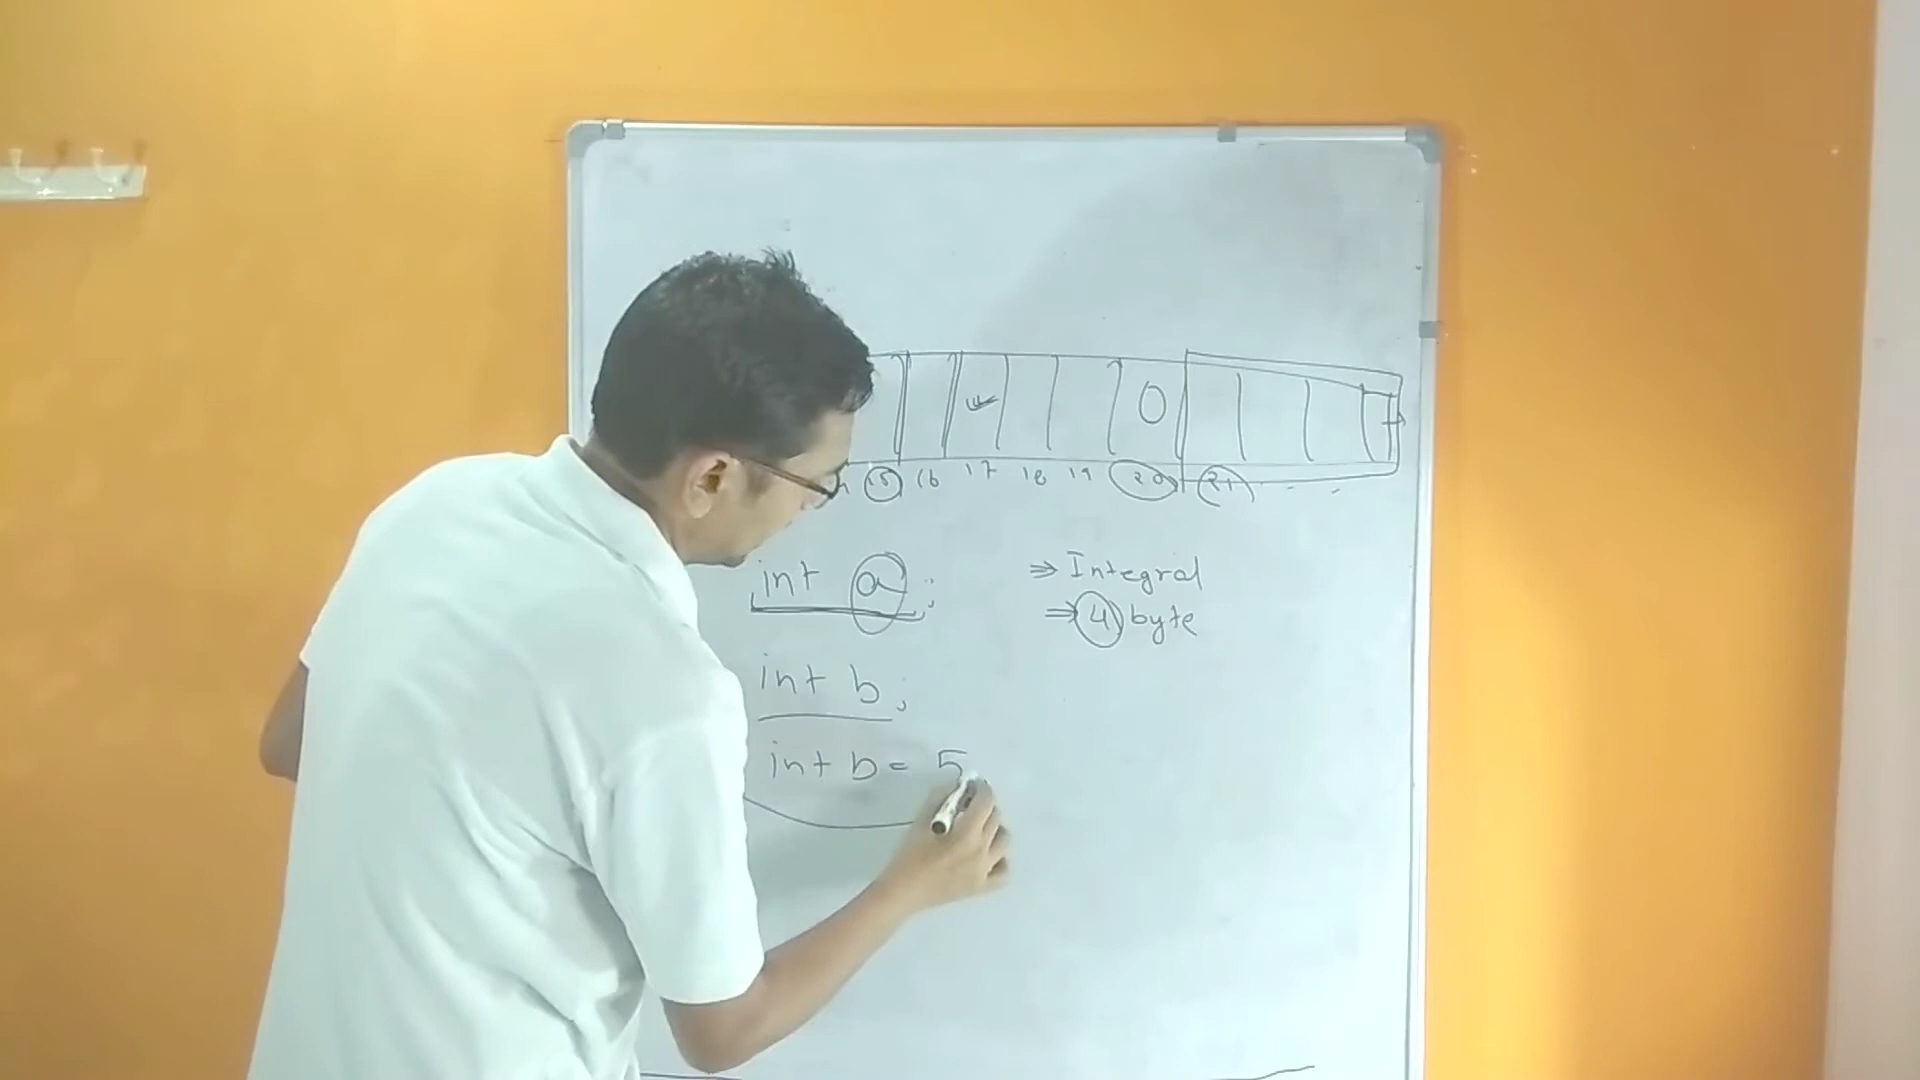 0
15 16 17 18 19 20 21
int a;
⇒ Integral
⇒ 4 byte
int b;
int b = 5